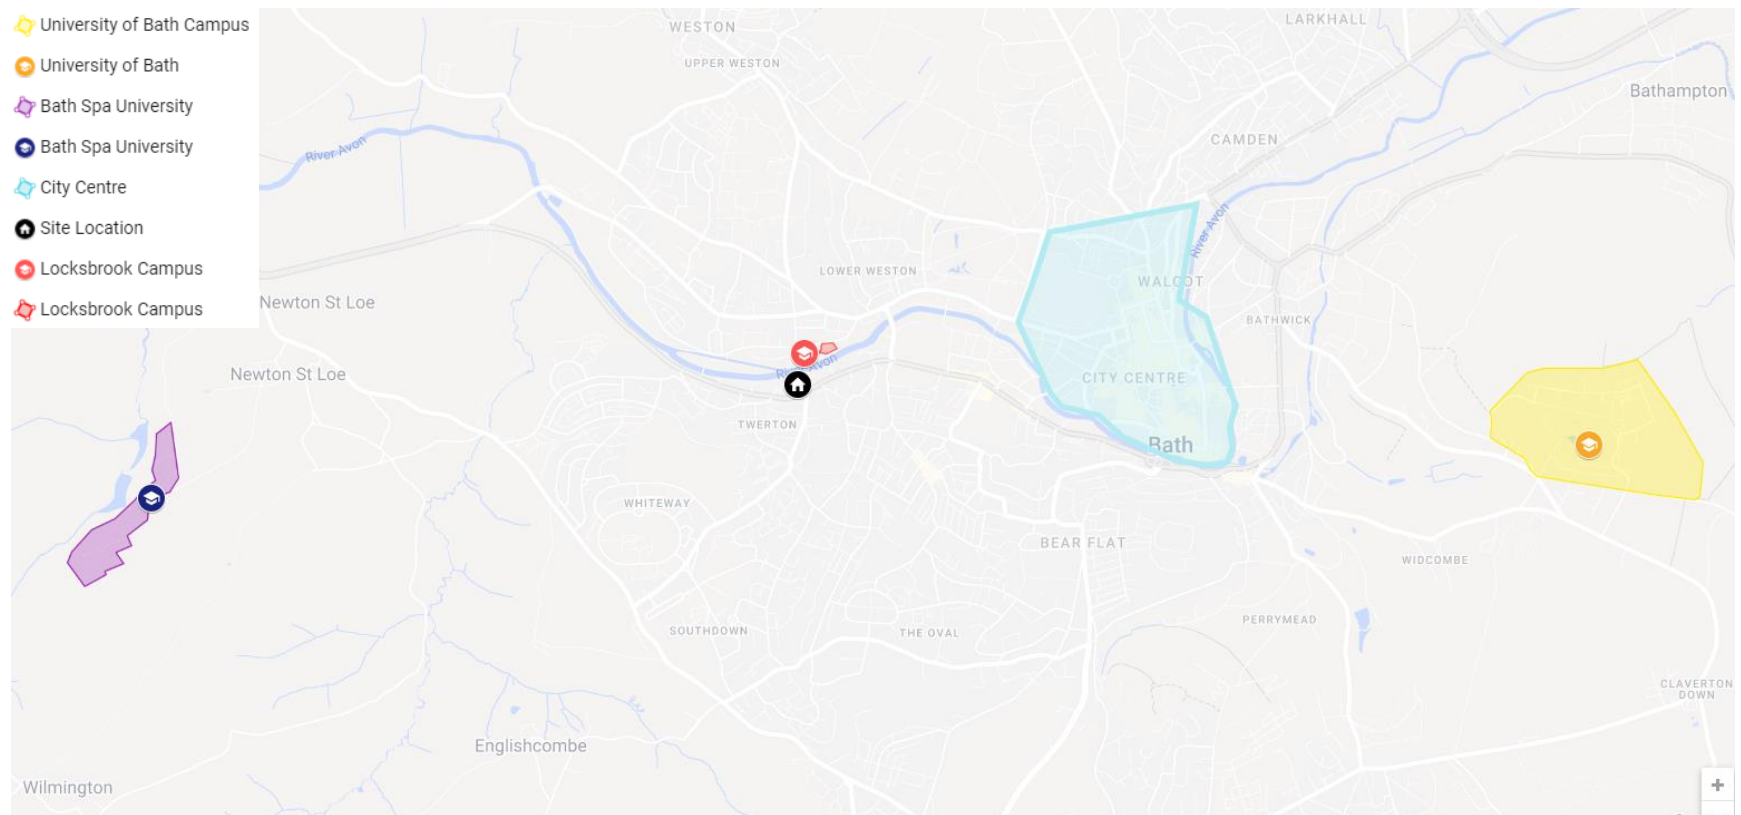 University of Bath Campus
University of Bath
Bath Spa University
Bath Spa University
City Centre
Site Location
Locksbrook Campus
Locksbrook Campus
WESTON
LARKHALL
UPPER WESTON
Bathampton
CAMDEN
River Avon
River Avon
LOWER WESTON
WALCOT
Newton St Loe
BATHWICK
River Avon
Newton St Loe
CITY CENTRE
TWERTON
Bath
WHITEWAY
BEAR FLAT
WIDCOMBE
PERRYMEAD
SOUTHDOWN
THE OVAL
CLAVERTON
DOWN
Englishcombe
Wilmington
+